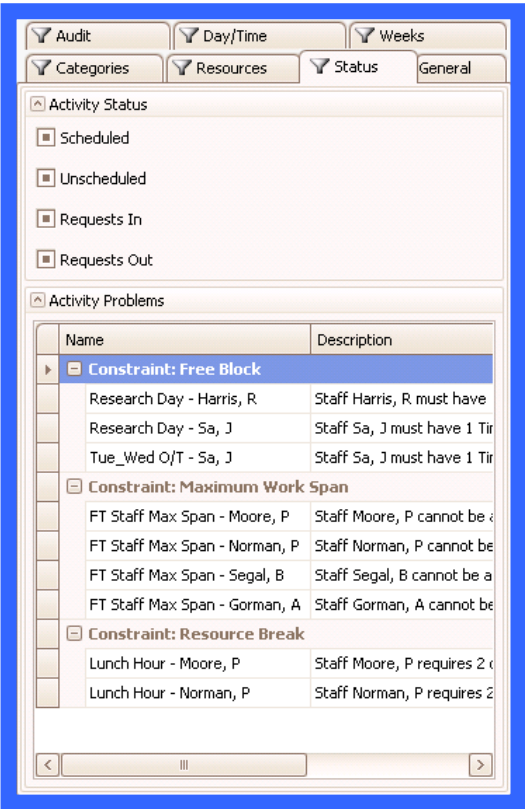 Audit Day/Time Weeks
Categories Resources Status General
Activity Status
Scheduled
Unscheduled
Requests In
Requests Out
Activity Problems
Name Description
Constraint: Free Block
Research Day - Harris, R Staff Harris, R must have
Research Day - Sa, J Staff Sa, J must have 1
Tue_Wed O/T - Sa, J Staff Sa, J must have 1
Constraint: Maximum Work Span
FT Staff Max Span - Moore, P Staff Moore, P cannot be
FT Staff Max Span - Norman, P Staff Norman, P cannot be
FT Staff Max Span - Segal, B Staff Segal, B cannot be a
FT Staff Max Span - Gorman, A Staff Gorman, A cannot be
Constraint: Resource Break
Lunch Hour - Moore, P Staff Moore, P requires 2
Lunch Hour - Norman, P Staff Norman, P requires 2